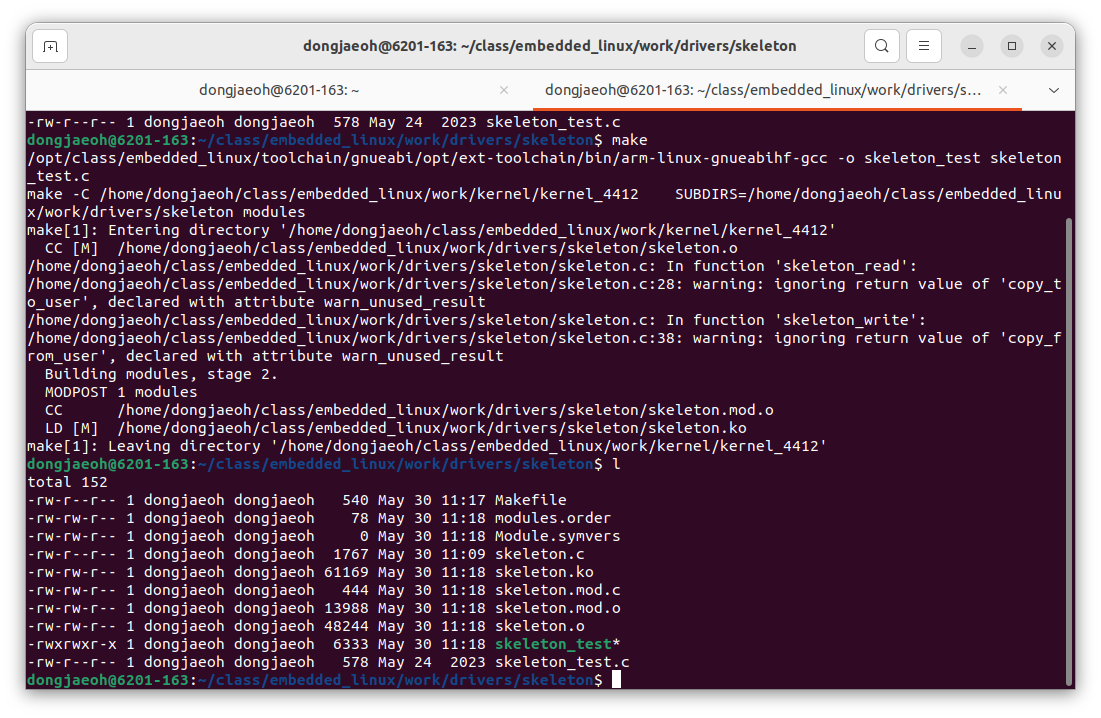 dongjaeoh@6201-163: ~/class/embedded_linux/work/drivers/skeleton
dongjaeoh@6201-163: ~
dongjaeoh@6201-163: ~/class/embedded_linux/work/drivers/s...
-rw-r--r-- 1 dongjaeoh dongjaeoh  578 May 24  2023 skeleton_test.c
dongjaeoh@6201-163:~/class/embedded_linux/work/drivers/skeleton$ make
/opt/class/embedded_linux/toolchain/gnueabi/opt/ext-toolchain/bin/arm-linux-gnueabihf-gcc -o skeleton_test skeleton
_test.c
make -C /home/dongjaeoh/class/embedded_linux/work/kernel/kernel_4412    SUBDIRS=/home/dongjaeoh/class/embedded_linu
x/work/drivers/skeleton modules
make[1]: Entering directory '/home/dongjaeoh/class/embedded_linux/work/kernel/kernel_4412'
  CC [M]  /home/dongjaeoh/class/embedded_linux/work/drivers/skeleton/skeleton.o
/home/dongjaeoh/class/embedded_linux/work/drivers/skeleton/skeleton.c: In function 'skeleton_read':
/home/dongjaeoh/class/embedded_linux/work/drivers/skeleton/skeleton.c:28: warning: ignoring return value of 'copy_t
o_user', declared with attribute warn_unused_result
/home/dongjaeoh/class/embedded_linux/work/drivers/skeleton/skeleton.c: In function 'skeleton_write':
/home/dongjaeoh/class/embedded_linux/work/drivers/skeleton/skeleton.c:38: warning: ignoring return value of 'copy_f
rom_user', declared with attribute warn_unused_result
  Building modules, stage 2.
  MODPOST 1 modules
  CC      /home/dongjaeoh/class/embedded_linux/work/drivers/skeleton/skeleton.mod.o
  LD [M]  /home/dongjaeoh/class/embedded_linux/work/drivers/skeleton/skeleton.ko
make[1]: Leaving directory '/home/dongjaeoh/class/embedded_linux/work/kernel/kernel_4412'
dongjaeoh@6201-163:~/class/embedded_linux/work/drivers/skeleton$ l
total 152
-rw-r--r-- 1 dongjaeoh dongjaeoh   540 May 30 11:17 Makefile
-rw-rw-r-- 1 dongjaeoh dongjaeoh    78 May 30 11:18 modules.order
-rw-rw-r-- 1 dongjaeoh dongjaeoh     0 May 30 11:18 Module.symvers
-rw-r--r-- 1 dongjaeoh dongjaeoh  1767 May 30 11:09 skeleton.c
-rw-rw-r-- 1 dongjaeoh dongjaeoh 61169 May 30 11:18 skeleton.ko
-rw-rw-r-- 1 dongjaeoh dongjaeoh   444 May 30 11:18 skeleton.mod.c
-rw-rw-r-- 1 dongjaeoh dongjaeoh 13988 May 30 11:18 skeleton.mod.o
-rw-rw-r-- 1 dongjaeoh dongjaeoh 48244 May 30 11:18 skeleton.o
-rwxrwxr-x 1 dongjaeoh dongjaeoh  6333 May 30 11:18 skeleton_test*
-rw-r--r-- 1 dongjaeoh dongjaeoh   578 May 24  2023 skeleton_test.c
dongjaeoh@6201-163:~/class/embedded_linux/work/drivers/skeleton$